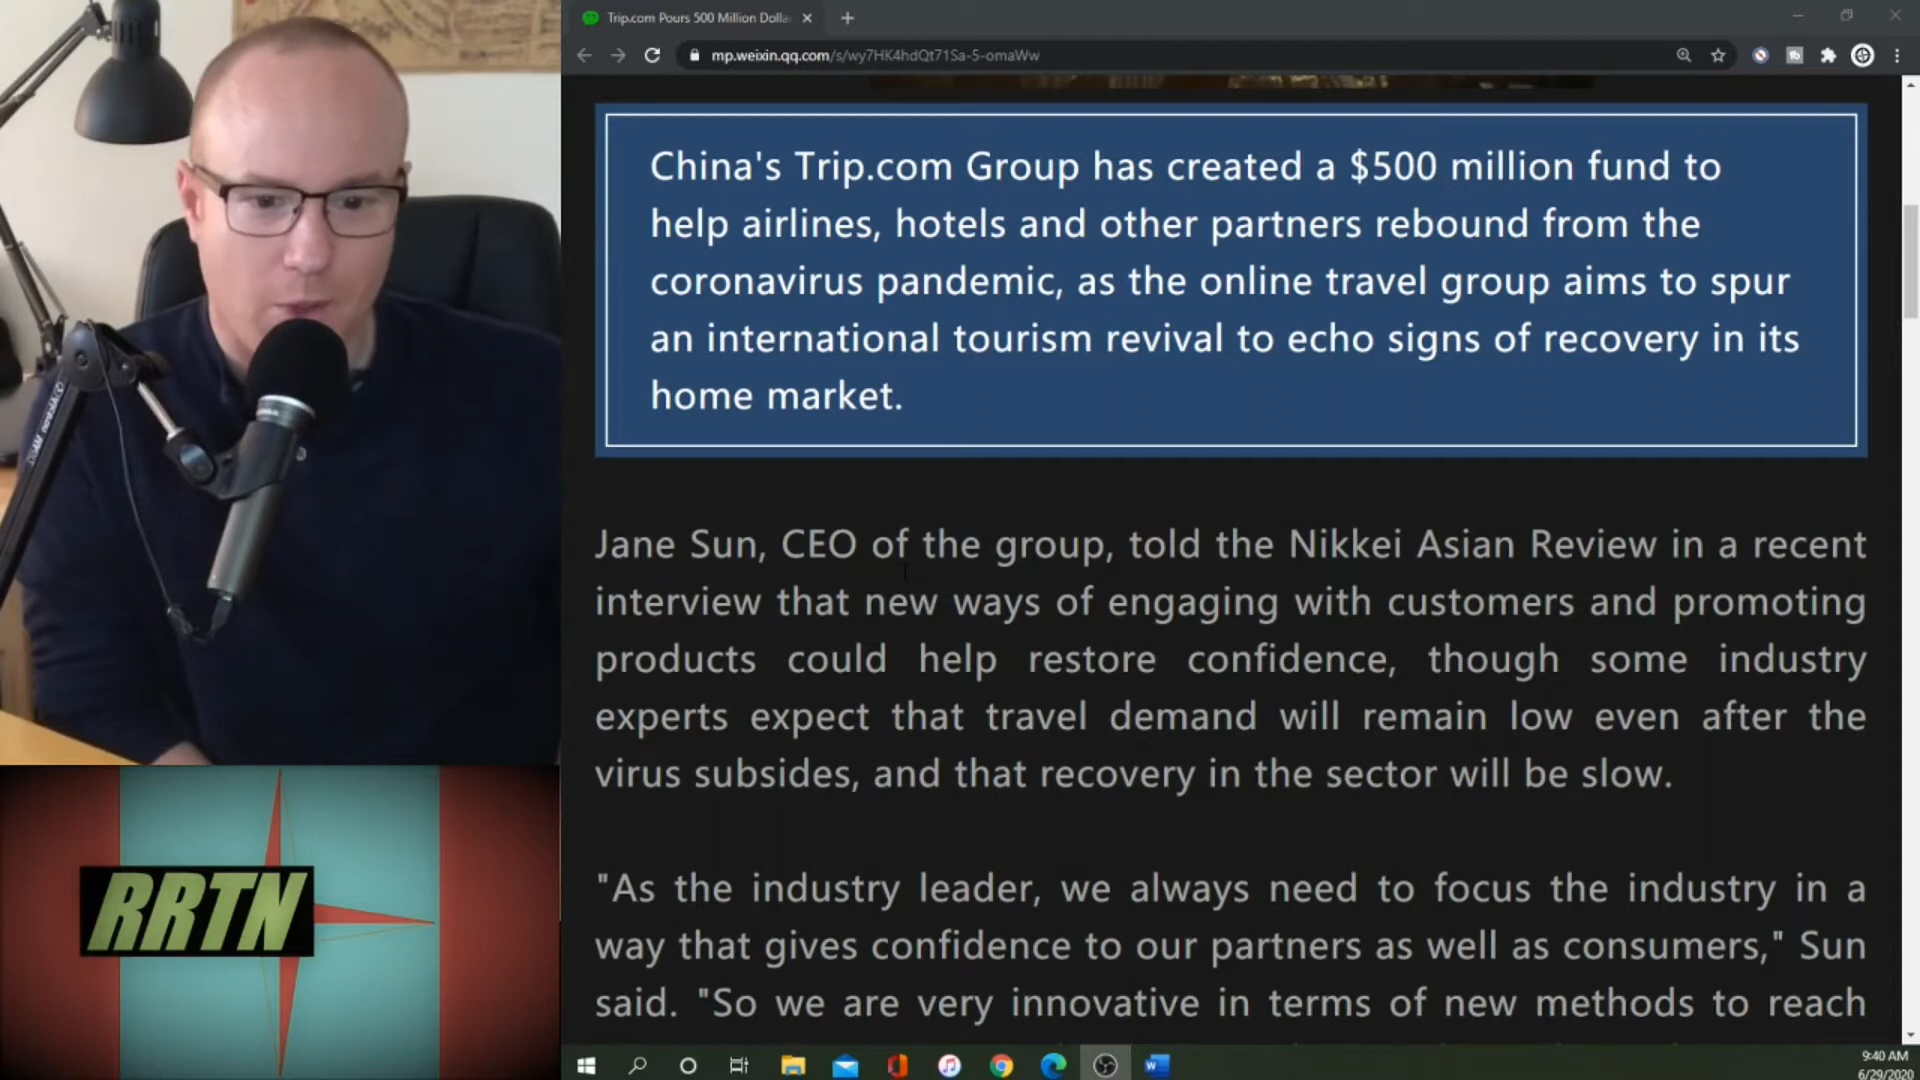 Trip.com Pours 500 Million Dolla
mp.weixin.qq.com/s/wy7HK4hdQt71Sa-5-omaWw
China's Trip.com Group has created a $500 million fund to
help airlines, hotels and other partners rebound from the
coronavirus pandemic, as the online travel group aims to spur
an international tourism revival to echo signs of recovery in its
home market.
Jane Sun, CEO of the group, told the Nikkei Asian Review in a recent
interview that new ways of engaging with customers and promoting
products could help restore confidence, though some industry
experts expect that travel demand will remain low even after the
virus subsides, and that recovery in the sector will be slow.
"As the industry leader, we always need to focus the industry in a
way that gives confidence to our partners as well as consumers," Sun
said. "So we are very innovative in terms of new methods to reach
RRTN
9:40 AM
6/29/2020